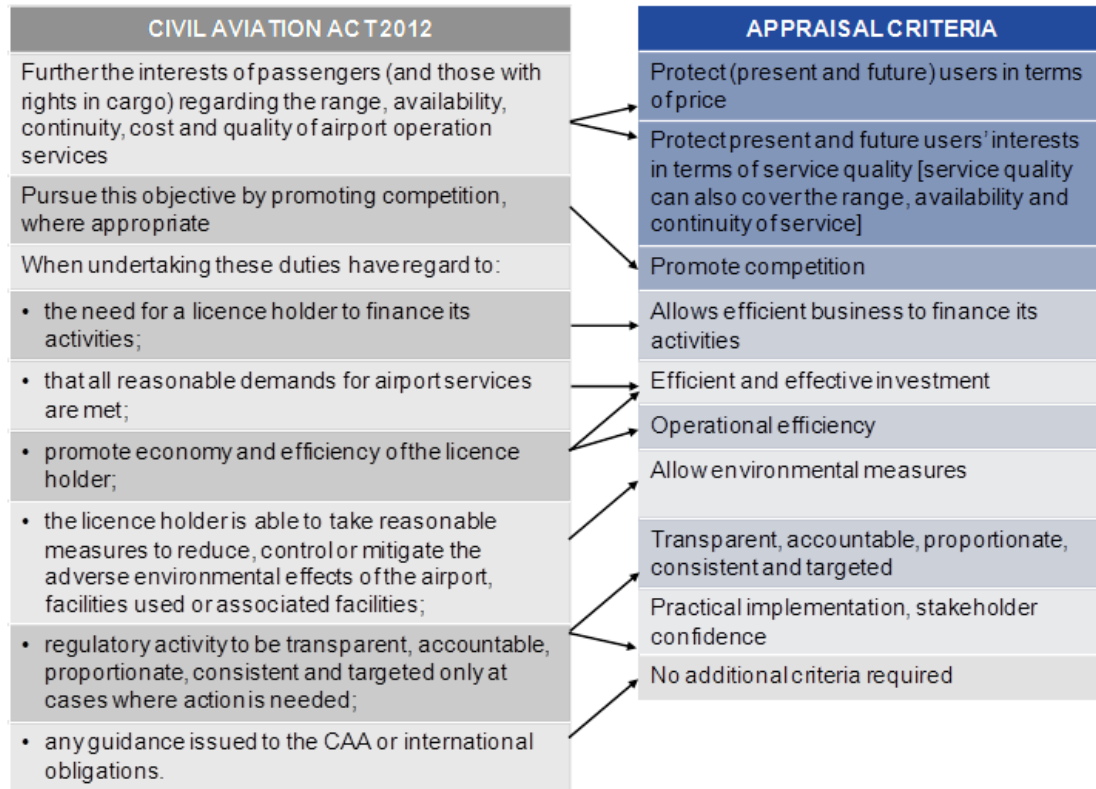 CIVIL AVIATION ACT 2012
Further the interests of passengers (and those with
rights in cargo) regarding the range, availability,
continuity, cost and quality of airport operation
services
Pursue this objective by promoting competition,
where appropriate
When undertaking these duties have regard to:
• the need for a licence holder to finance its
activities;
• that all reasonable demands for airport services
are met;
• promote economy and efficiency of the licence
holder;
• the licence holder is able to take reasonable
measures to reduce, control or mitigate the
adverse environmental effects of the airport,
facilities used or associated facilities;
• regulatory activity to be transparent, accountable,
proportionate, consistent and targeted only at
cases where action is needed;
• any guidance issued to the CAA or international
obligations.
APPRAISAL CRITERIA
Protect (present and future) users in terms
of price
Protect present and future users' interests
in terms of service quality [service quality
can also cover the range, availability and
continuity of service]
Promote competition
Allows efficient business to finance its
activities
Efficient and effective investment
Operational efficiency
Allow environmental measures
Transparent, accountable, proportionate,
consistent and targeted
Practical implementation, stakeholder
confidence
No additional criteria required